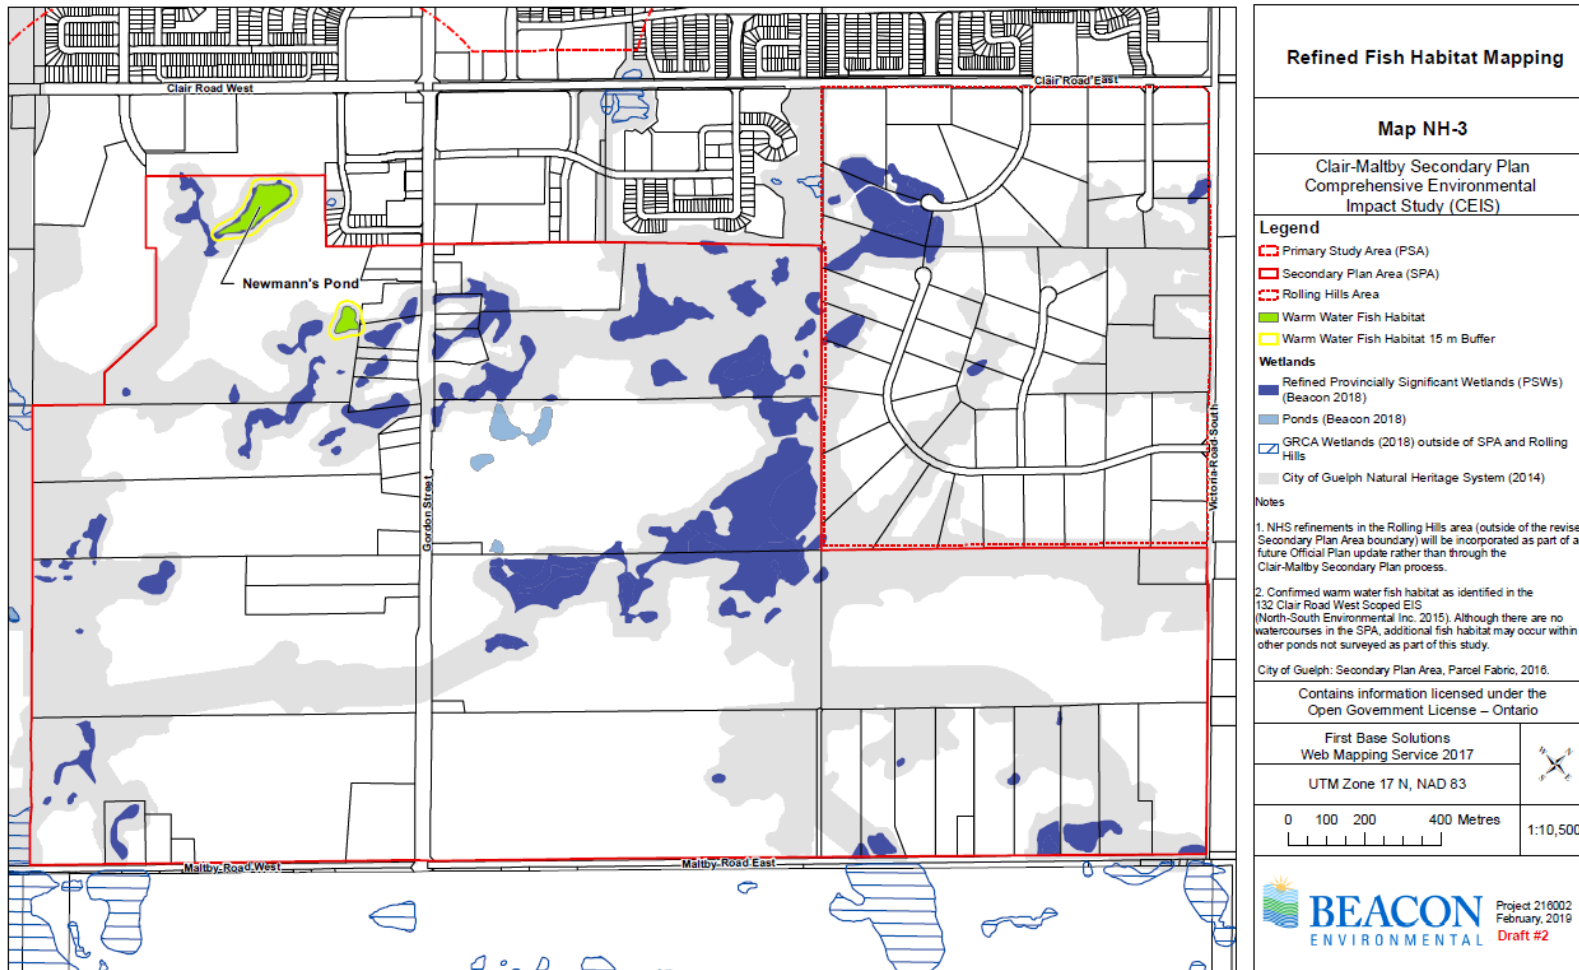 Clair Road West
Clair Road East
Newmann's Pond
Gordon Street
Victoria Road South
Maltby Road West
Maltby Road East
Refined Fish Habitat Mapping
Map NH-3
Clair-Maltby Secondary Plan
Comprehensive Environmental
Impact Study (CEIS)
Legend
Primary Study Area (PSA)
Secondary Plan Area (SPA)
Rolling Hills Area
Warm Water Fish Habitat
Warm Water Fish Habitat 15 m Buffer
Wetlands
Refined Provincially Significant Wetlands (PSWs)
(Beacon 2018)
Ponds (Beacon 2018)
GRCA Wetlands (2018) outside of SPA and Rolling
Hills
City of Guelph Natural Heritage System (2014)
Notes
1. NHS refinements in the Rolling Hills area (outside of the revise
Secondary Plan Area boundary) will be incorporated as part of a
future Official Plan update rather than through the
Clair-Maltby Secondary Plan process.
2. Confirmed warm water fish habitat as identified in the
132 Clair Road West Scoped EIS
(North-South Environmental Inc. 2015). Although there are no
watercourses in the SPA, additional fish habitat may occur within
other ponds not surveyed as part of this study.
City of Guelph: Secondary Plan Area, Parcel Fabric, 2016.
Contains information licensed under the
Open Government License – Ontario
First Base Solutions
Web Mapping Service 2017
UTM Zone 17 N, NAD 83
W N
S E
0 100 200 400 Metres
1:10,500
BEACON
ENVIRONMENTAL
Project 216002
February, 2019
Draft #2